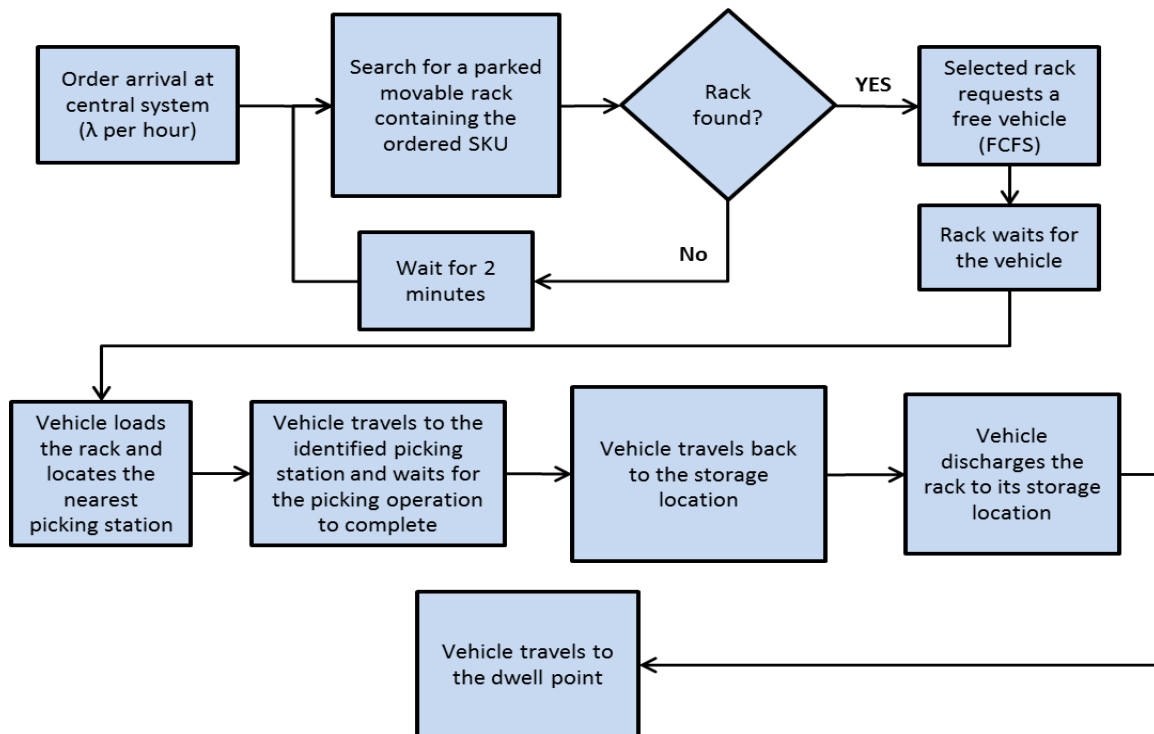 Order arrival at
central system
(λ per hour)
Search for a parked
movable rack
containing the
ordered SKU
Rack
found?
YES
Selected rack
requests a
free vehicle
(FCFS)
No
Wait for 2
minutes
Rack waits for
the vehicle
Vehicle loads
the rack and
locates the
nearest
picking station
Vehicle travels to the
identified picking
station and waits for
the picking operation
to complete
Vehicle travels back
to the storage
location
Vehicle
discharges the
rack to its storage
location
Vehicle travels to
the dwell point